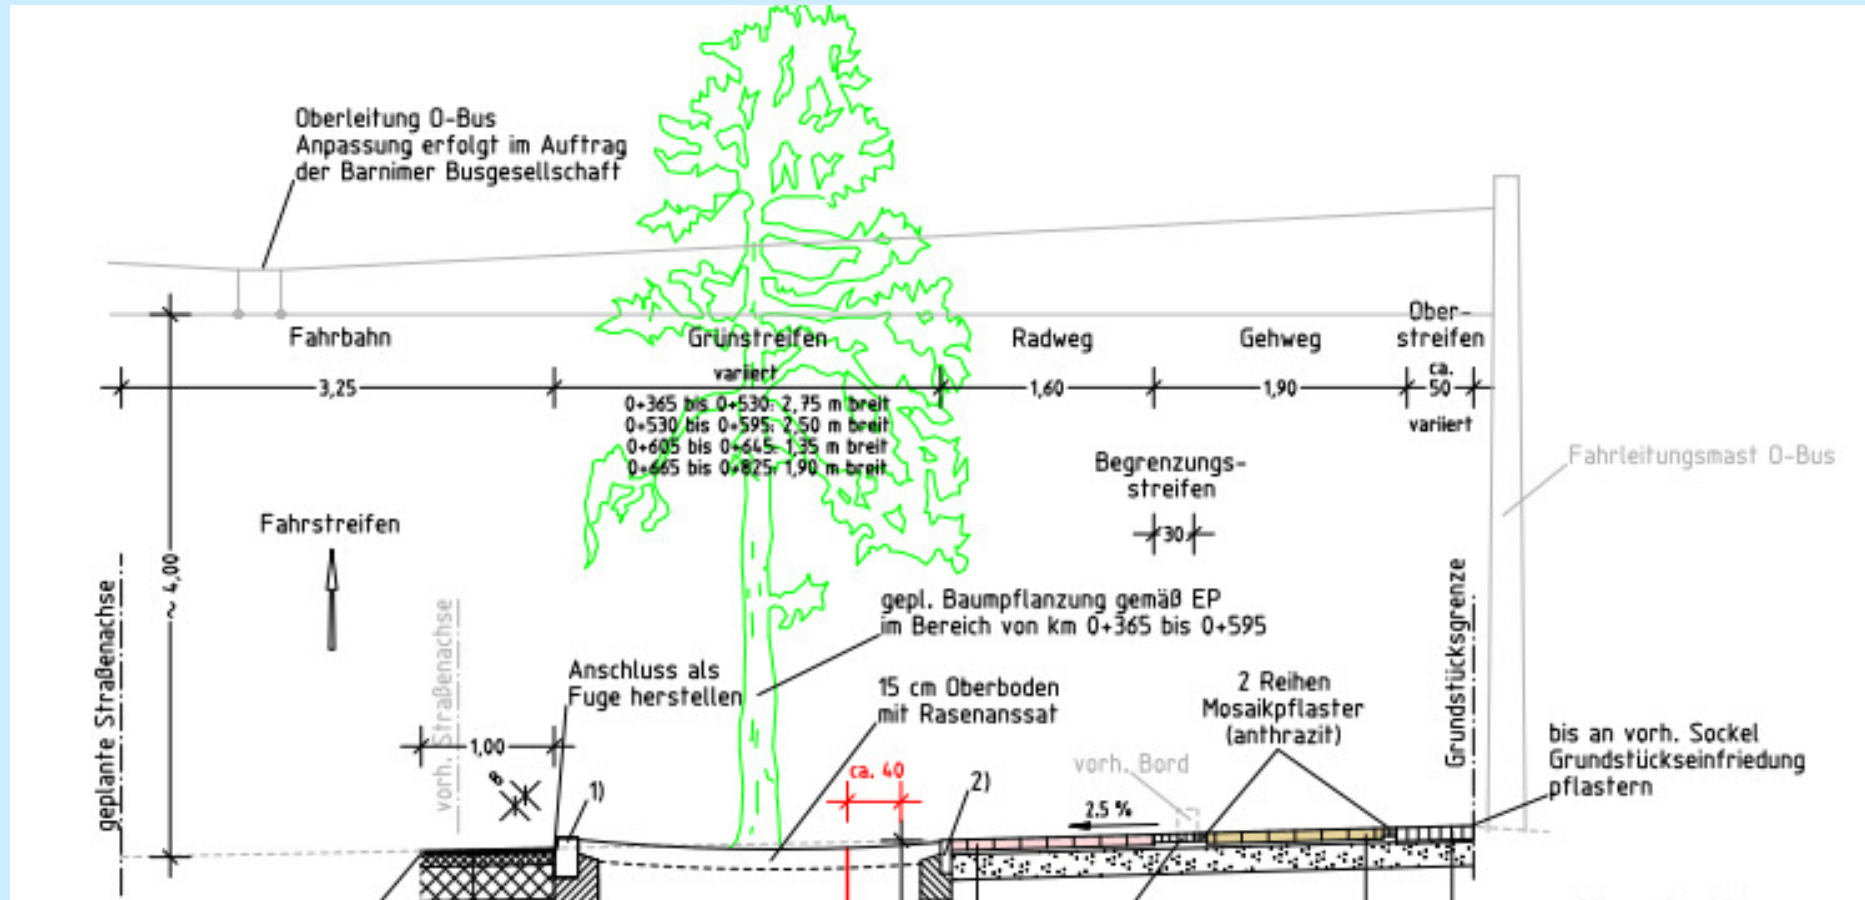 Oberleitung O-Bus
Anpassung erfolgt im Auftrag
der Barnimer Busgesellschaft
Fahrbahn
Grünstreifen
variiert
Radweg
Gehweg
Ober-
streifen
ca.
3,25
1,60
1,90
50
variiert
0+365 bis 0+530: 2,75 m breit
0+530 bis 0+595: 2,50 m breit
0+605 bis 0+645: 1,35 m breit
0+665 bis 0+825: 1,90 m breit
Begrenzungs-
streifen
30
Fahrleitungsmast O-Bus
Fahrstreifen
~ 4,00
geplante Straßenachse
vorh. Straßenachse
gepl. Baumpflanzung gemäß EP
im Bereich von km 0+365 bis 0+595
Anschluss als
Fuge herstellen
15 cm Oberboden
mit Rasenanssat
2 Reihen
Mosaikpflaster
(anthrazit)
Grundstücksgrenze
bis an vorh. Sockel
Grundstückseinfriedung
pflastern
1,00
8
1)
ca. 40
2)
vorh. Bord
2.5 %